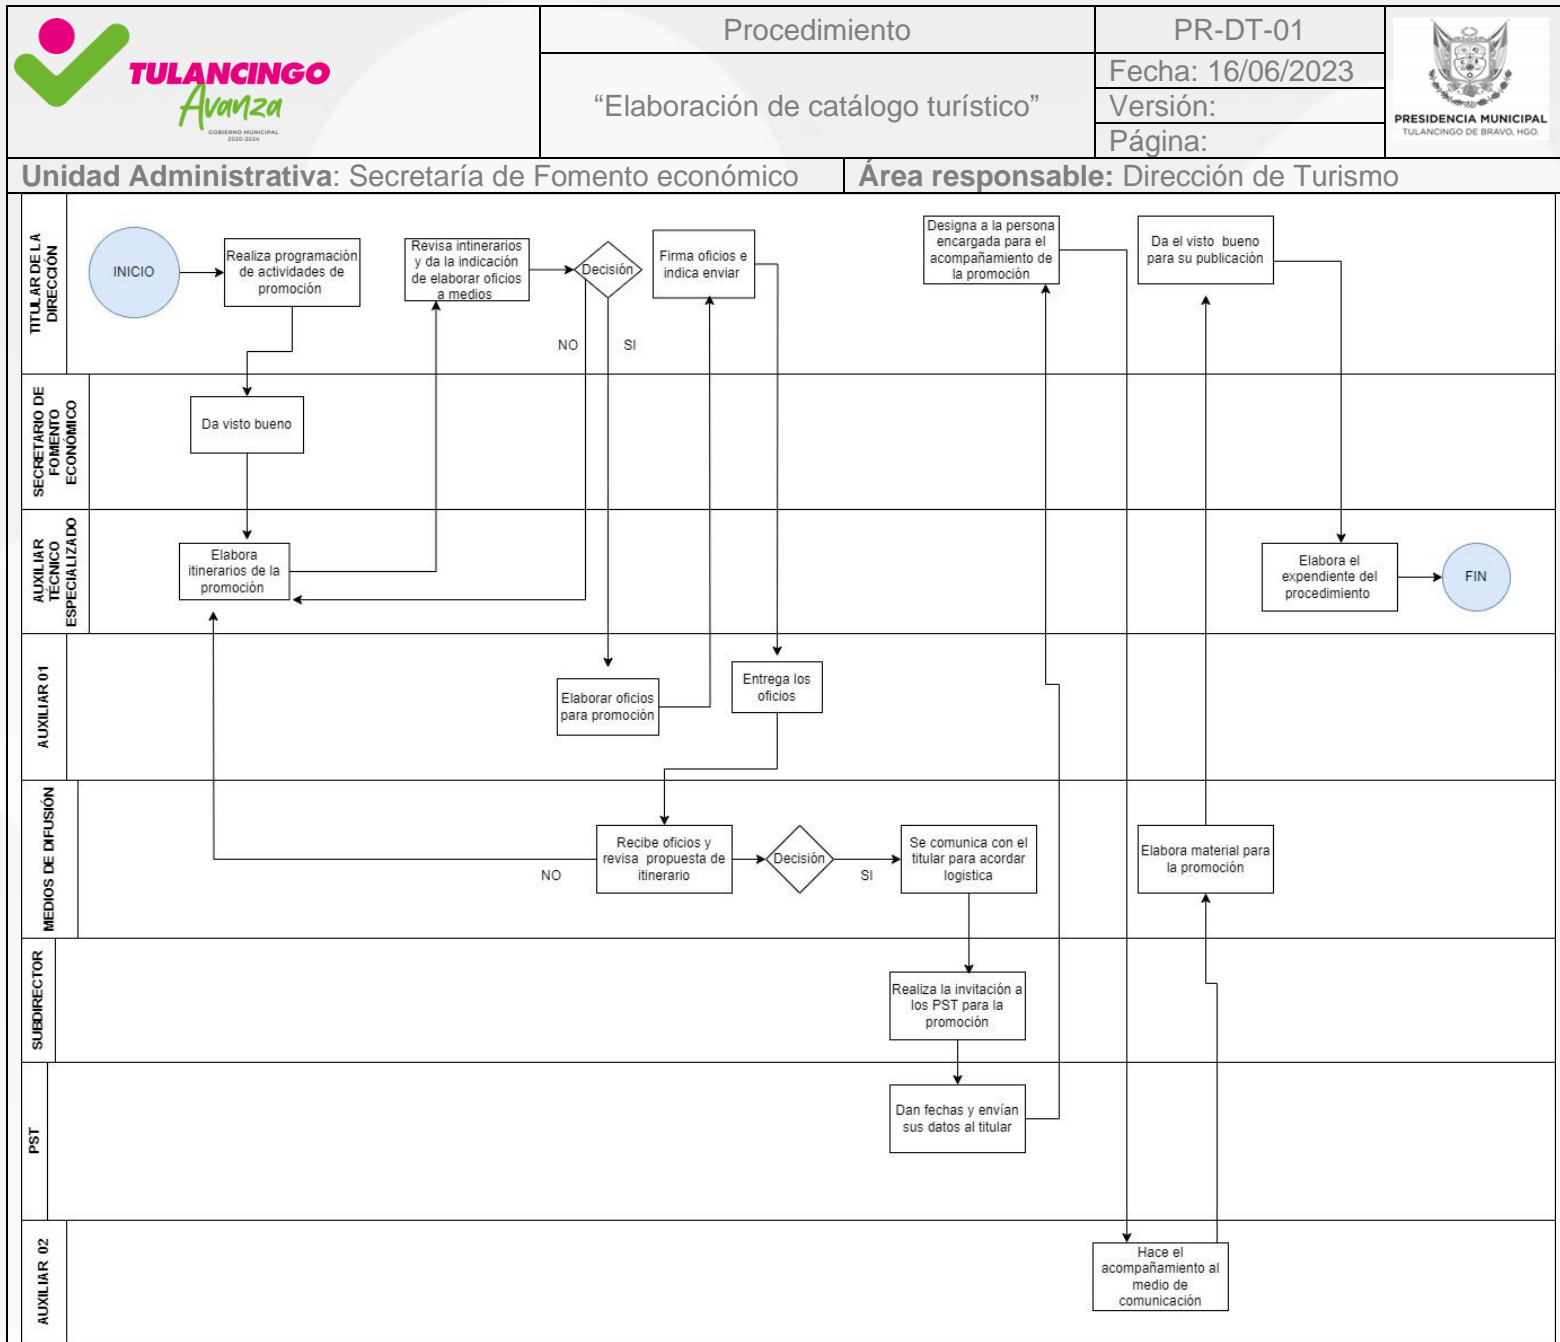 TULANCINGO
Avanza
GOBIERNO MUNICIPAL
2020-2024
Procedimiento
“Elaboración de catálogo turístico”
PR-DT-01
Fecha: 16/06/2023
Versión:
Página:
PRESIDENCIA MUNICIPAL
TULANCINGO DE BRAVO, HGO.
Unidad Administrativa: Secretaría de Fomento económico
Área responsable: Dirección de Turismo
TITULAR DE LA
DIRECCIÓN
INICIO
Realiza programación
de actividades de
promoción
Revisa intinerarios
y da la indicación
de elaborar oficios
a medios
Decisión
NO
SI
Firma oficios e
indica enviar
Designa a la persona
encargada para el
acompañamiento de
la promoción
Da el visto bueno
para su publicación
SECRETARIO DE
FOMENTO
ECONÓMICO
Da visto bueno
AUXILIAR
TÉCNICO
ESPECIALIZADO
Elabora
itinerarios de la
promoción
Elabora el
expendiente del
procedimiento
FIN
AUXILIAR 01
Elaborar oficios
para promoción
Entrega los
oficios
MEDIOS DE DIFUSIÓN
NO
Recibe oficios y
revisa propuesta de
itinerario
Decisión
SI
Se comunica con el
titular para acordar
logistica
Elabora material para
la promoción
SUBDIRECTOR
Realiza la invitación a
los PST para la
promoción
PST
Dan fechas y envían
sus datos al titular
AUXILIAR 02
Hace el
acompañamiento al
medio de
comunicación